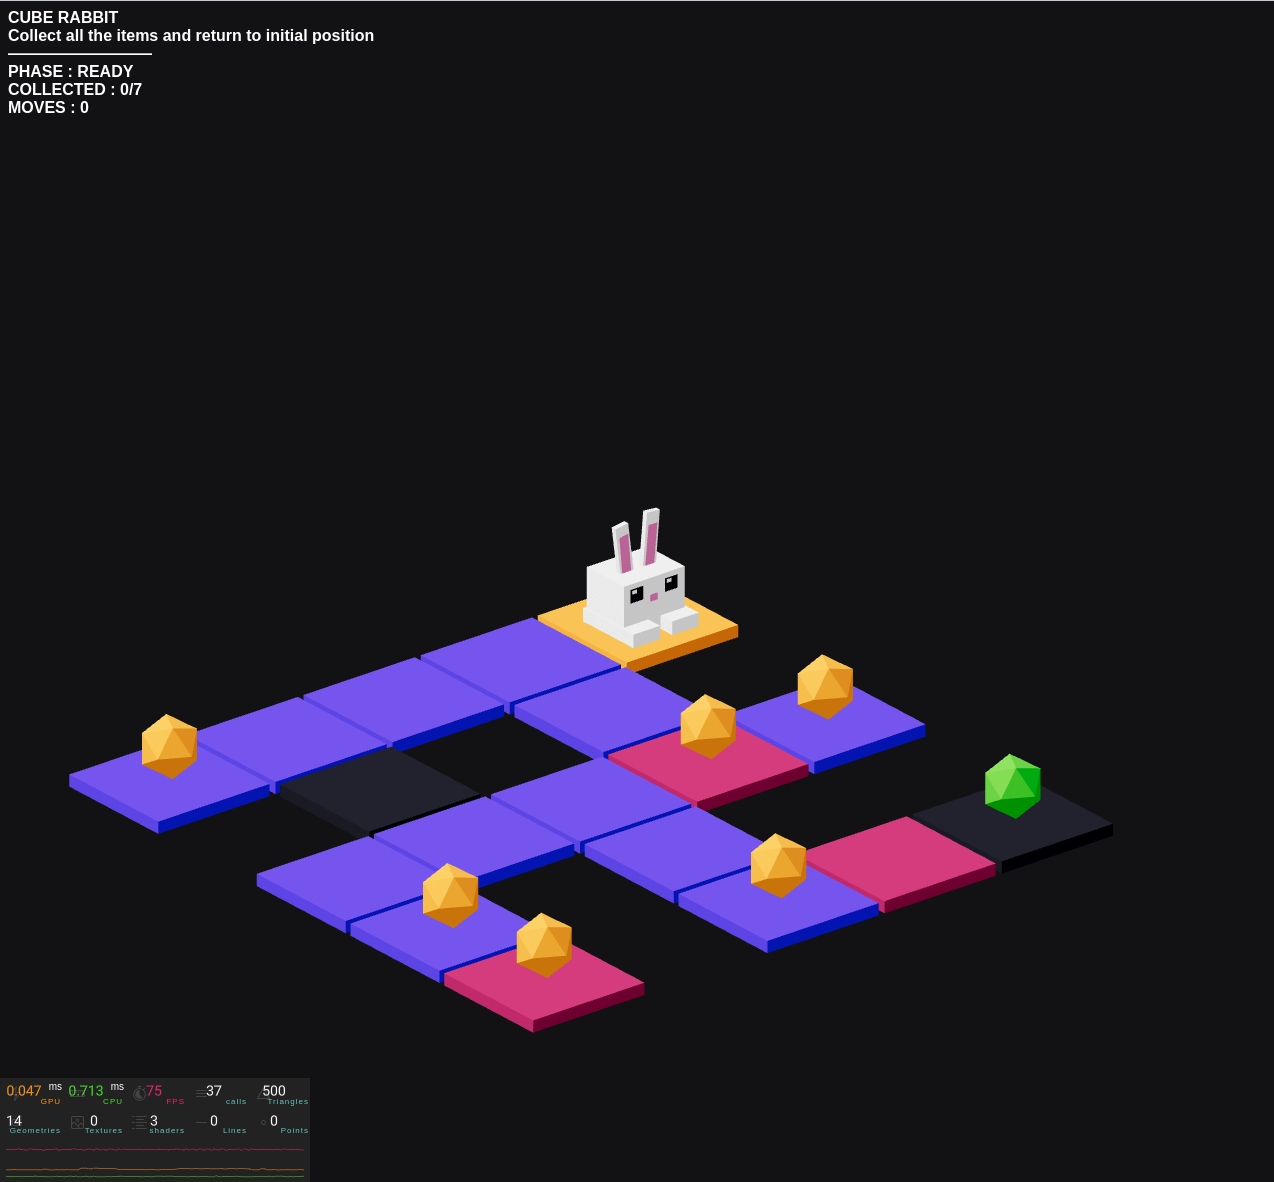 CUBE RABBIT
Collect all the items and return to initial position
PHASE : READY
COLLECTED : 0/7
MOVES : 0
0.047 ms GPU 0.713 ms CPU 75 FPS 37 calls 500 Triangles
14 Geometries 0 Textures 3 shaders 0 Lines 0 Points